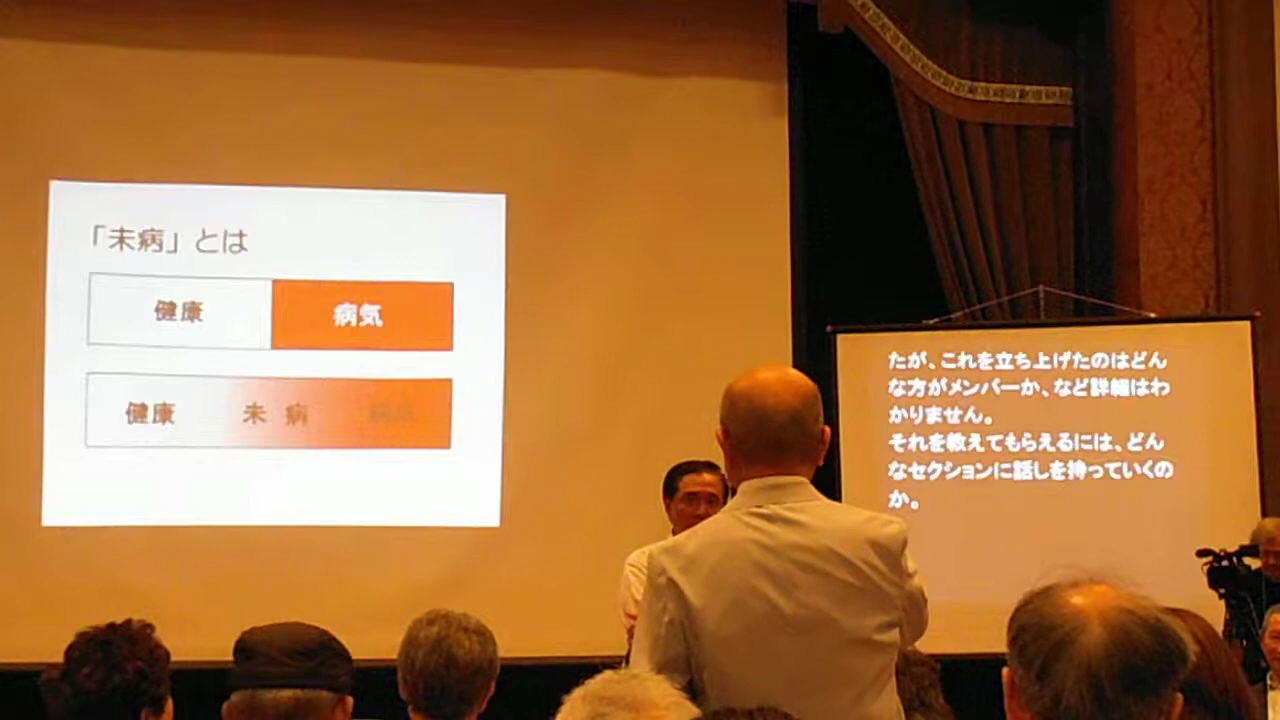 「未病」とは
健康 病気
健康 未病
たが、これを立ち上げたのはどん
な方がメンバーか、など詳細はわ
かりません。
それを教えてもらえるには、どん
なセクションに話しを持っていくの
か。